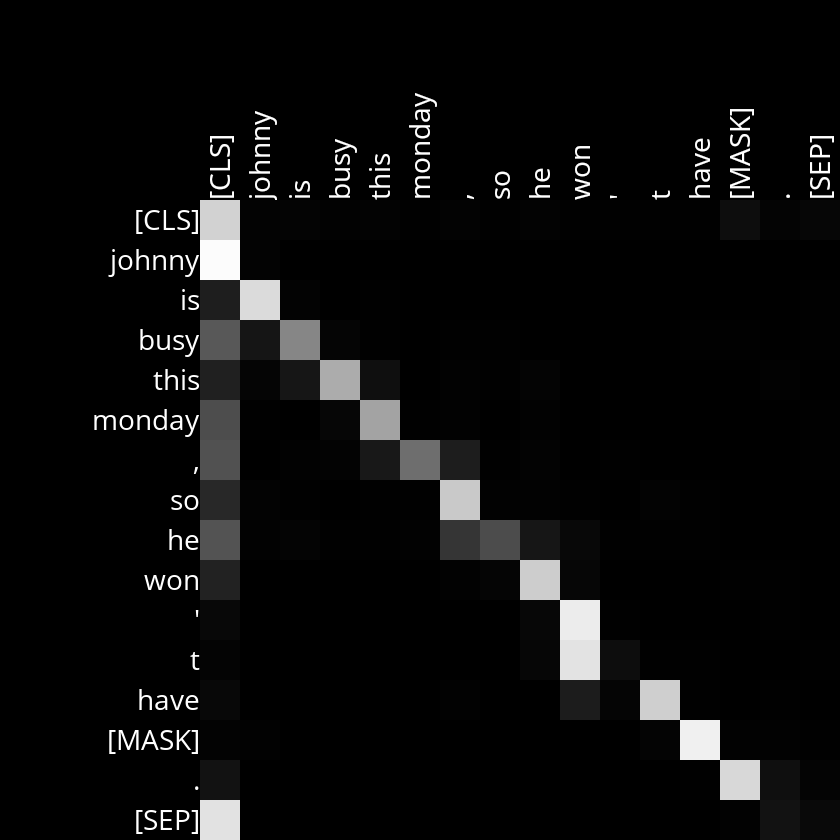 [CLS] johnny is busy this monday , so he won ' t have [MASK] . [SEP]
[CLS]
johnny
is
busy
this
monday
,
so
he
won
'
t
have
[MASK]
.
[SEP]